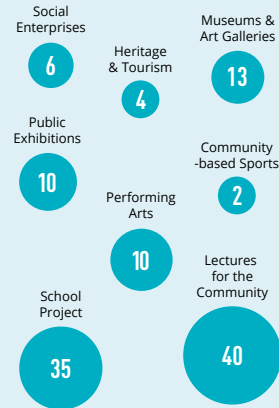 Social
Enterprises
6
Heritage
& Tourism
4
Museums &
Art Galleries
13
Public
Exhibitions
10
Community
-based Sports
2
Performing
Arts
10
School
Project
35
Lectures
for the
Community
40